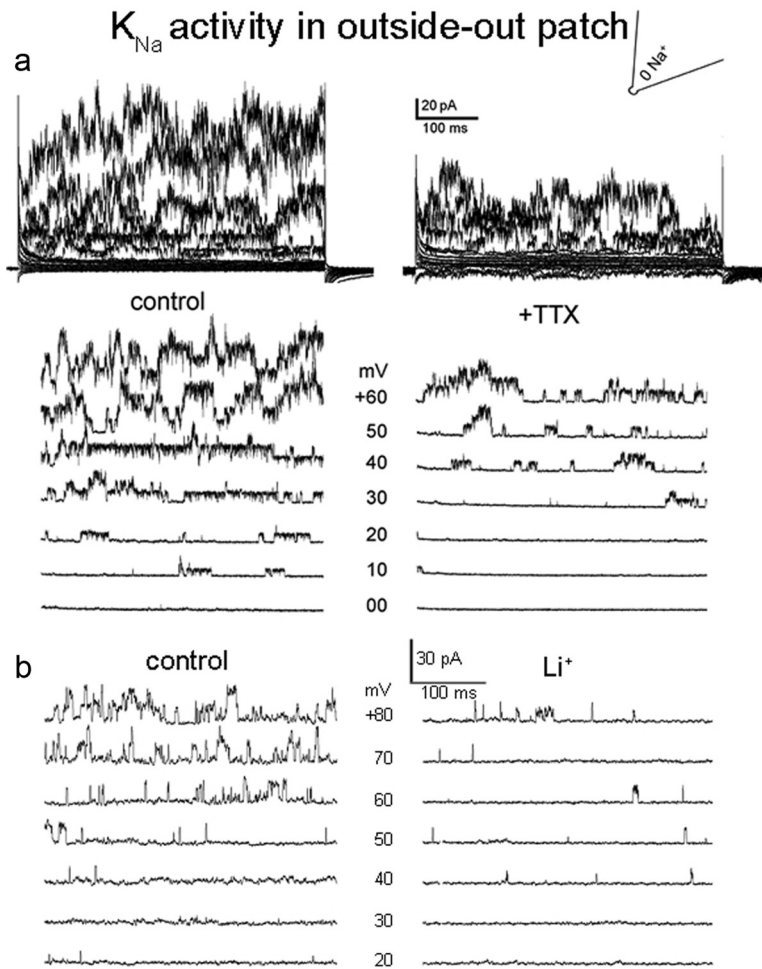 K_Na activity in outside-out patch
a
0 Na⁺
20 pA
100 ms
control
+TTX
mV
+60
50
40
30
20
10
00
b
control
30 pA
100 ms
Li⁺
mV
+80
70
60
50
40
30
20